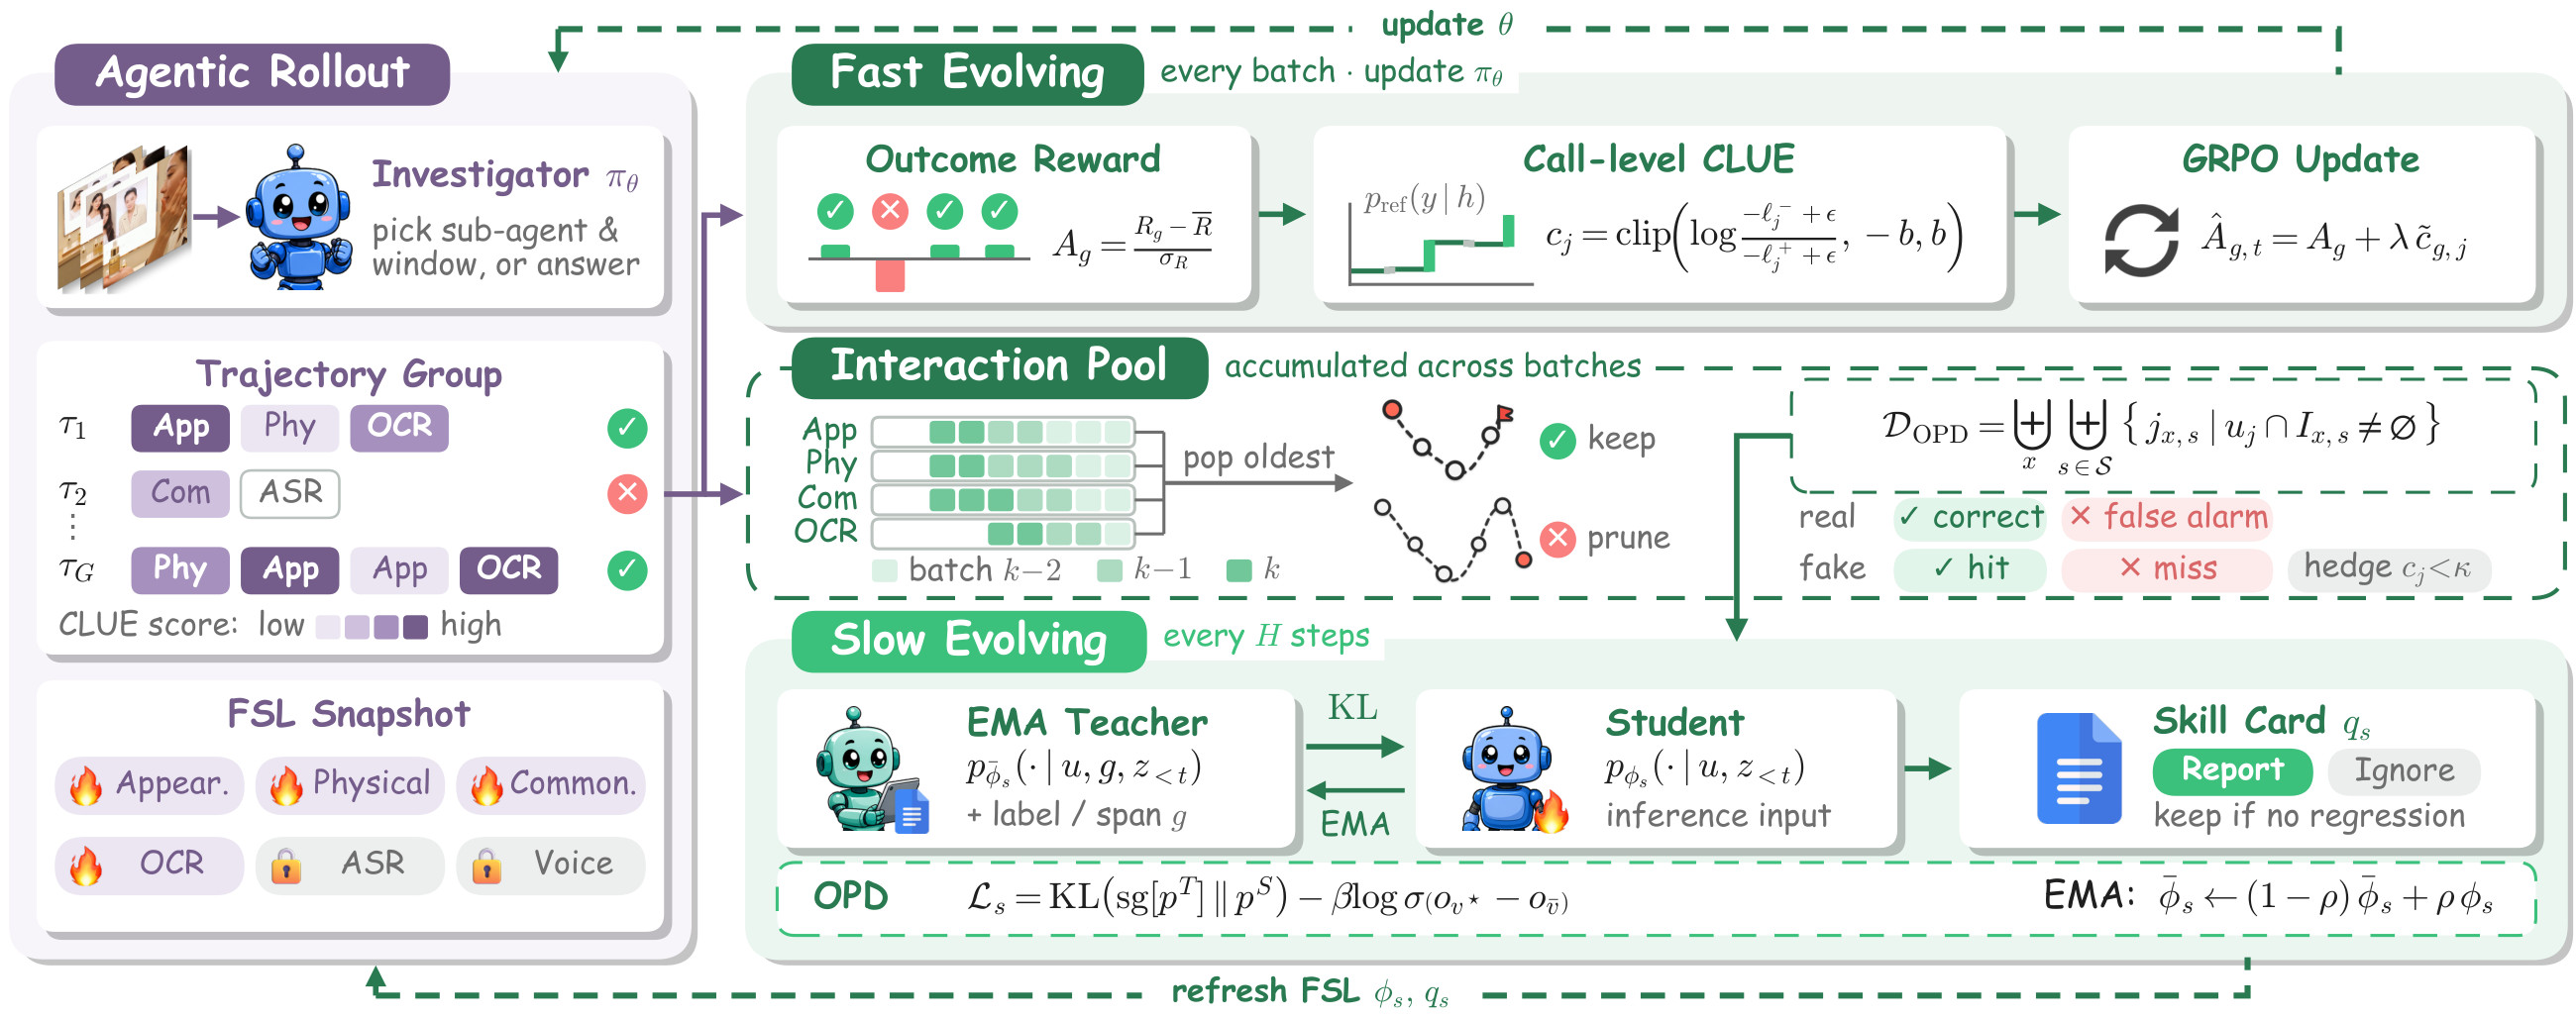 update θ
Agentic Rollout
Investigator π_θ
pick sub-agent &
window, or answer
Trajectory Group
τ_1 App Phy OCR
τ_2 Com ASR
⋮
τ_G Phy App App OCR
CLUE score: low high
FSL Snapshot
Appear. Physical Common.
OCR ASR Voice
Fast Evolving every batch · update π_θ
Outcome Reward
A_g = (R_g − R̄) / σ_R
Call-level CLUE
p_ref(y | h)
c_j = clip(log (−ℓ_j^− + ϵ) / (−ℓ_j^+ + ϵ), −b, b)
GRPO Update
Â_{g,t} = A_g + λ c̃_{g,j}
Interaction Pool accumulated across batches
App
Phy
Com
OCR
batch k−2 k−1 k
pop oldest
keep
prune
𝒟_OPD = ⊎_x ⊎_{s∈𝒮} { j_{x,s} | u_j ∩ I_{x,s} ≠ ∅ }
real ✓ correct ✕ false alarm
fake ✓ hit ✕ miss hedge c_j<κ
Slow Evolving every H steps
EMA Teacher
p_{φ̄_s}(· | u, g, z_{<t})
+ label / span g
KL
EMA
Student
p_{φ_s}(· | u, z_{<t})
inference input
Skill Card q_s
Report Ignore
keep if no regression
OPD ℒ_s = KL(sg[p^T] ∥ p^S) − β log σ(o_{v⋆} − o_{v̄})
EMA: φ̄_s ← (1 − ρ) φ̄_s + ρ φ_s
refresh FSL φ_s, q_s